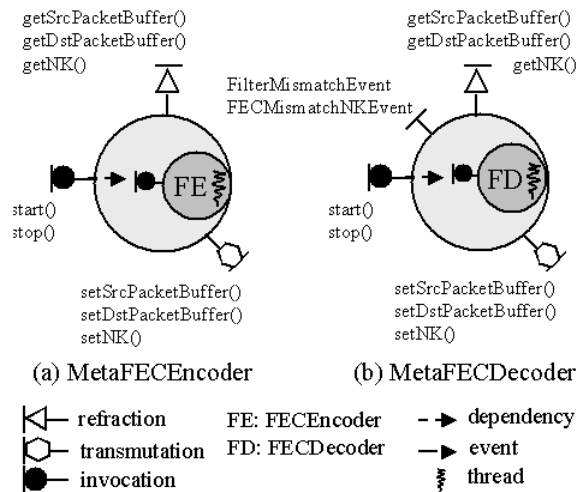 getSrcPacketBuffer()
getDstPacketBuffer()
getNK()
FE
start()
stop()
setSrcPacketBuffer()
setDstPacketBuffer()
setNK()
(a) MetaFECEncoder
getSrcPacketBuffer()
getDstPacketBuffer()
getNK()
FilterMismatchEvent
FECMismatchNKEvent
FD
start()
stop()
setSrcPacketBuffer()
setDstPacketBuffer()
setNK()
(b) MetaFECDecoder
refraction
transmutation
invocation
FE: FECEncoder
FD: FECDecoder
dependency
event
thread